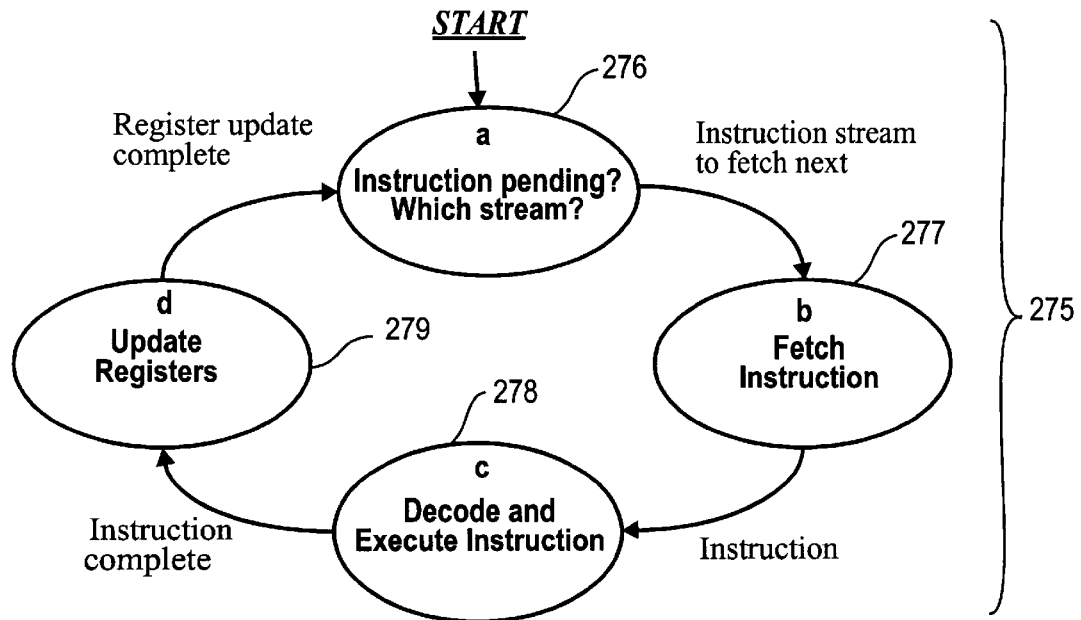 START
276
a
Instruction pending?
Which stream?
Register update
complete
Instruction stream
to fetch next
277
b
Fetch
Instruction
275
d
Update
Registers
279
278
c
Decode and
Execute Instruction
Instruction
complete
Instruction